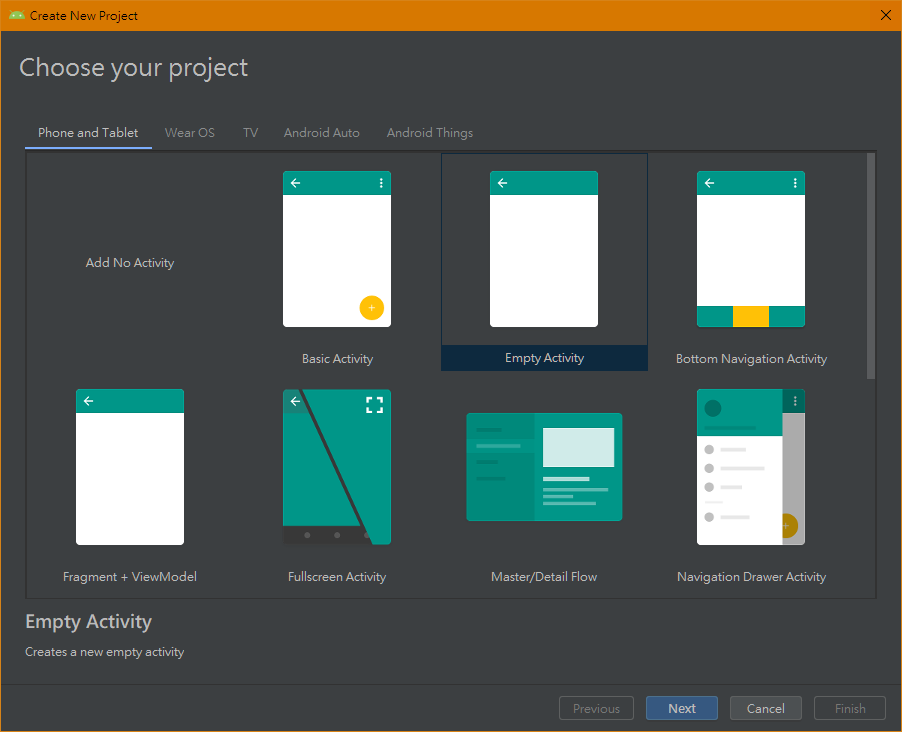 Create New Project
Choose your project
Phone and Tablet Wear OS TV Android Auto Android Things
Add No Activity
Basic Activity
Empty Activity
Bottom Navigation Activity
Fragment + ViewModel
Fullscreen Activity
Master/Detail Flow
Navigation Drawer Activity
Empty Activity
Creates a new empty activity
Previous Next Cancel Finish